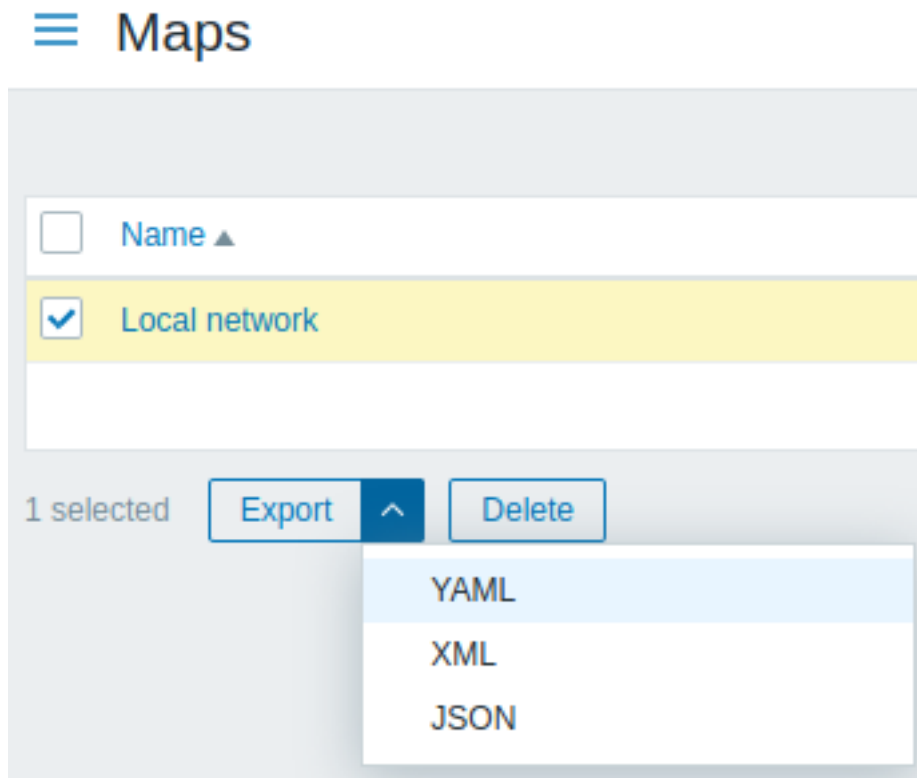 Maps
Name
Local network
1 selected Export Delete
YAML
XML
JSON